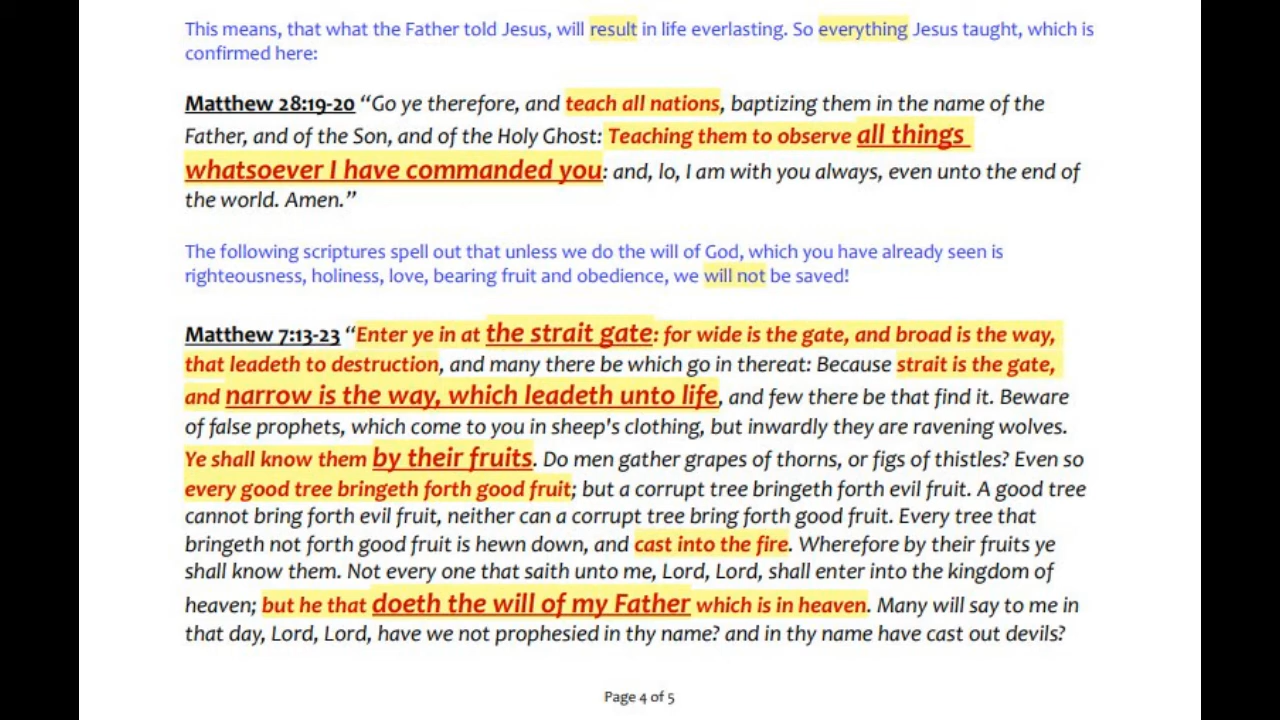 This means, that what the Father told Jesus, will result in life everlasting. So everything Jesus taught, which is
confirmed here:
Matthew 28:19-20 “Go ye therefore, and teach all nations, baptizing them in the name of the
Father, and of the Son, and of the Holy Ghost: Teaching them to observe all things
whatsoever I have commanded you: and, lo, I am with you always, even unto the end of
the world. Amen.”
The following scriptures spell out that unless we do the will of God, which you have already seen is
righteousness, holiness, love, bearing fruit and obedience, we will not be saved!
Matthew 7:13-23 “Enter ye in at the strait gate: for wide is the gate, and broad is the way,
that leadeth to destruction, and many there be which go in thereat: Because strait is the gate,
and narrow is the way, which leadeth unto life, and few there be that find it. Beware
of false prophets, which come to you in sheep's clothing, but inwardly they are ravening wolves.
Ye shall know them by their fruits. Do men gather grapes of thorns, or figs of thistles? Even so
every good tree bringeth forth good fruit; but a corrupt tree bringeth forth evil fruit. A good tree
cannot bring forth evil fruit, neither can a corrupt tree bring forth good fruit. Every tree that
bringeth not forth good fruit is hewn down, and cast into the fire. Wherefore by their fruits ye
shall know them. Not every one that saith unto me, Lord, Lord, shall enter into the kingdom of
heaven; but he that doeth the will of my Father which is in heaven. Many will say to me in
that day, Lord, Lord, have we not prophesied in thy name? and in thy name have cast out devils?
Page 4 of 5